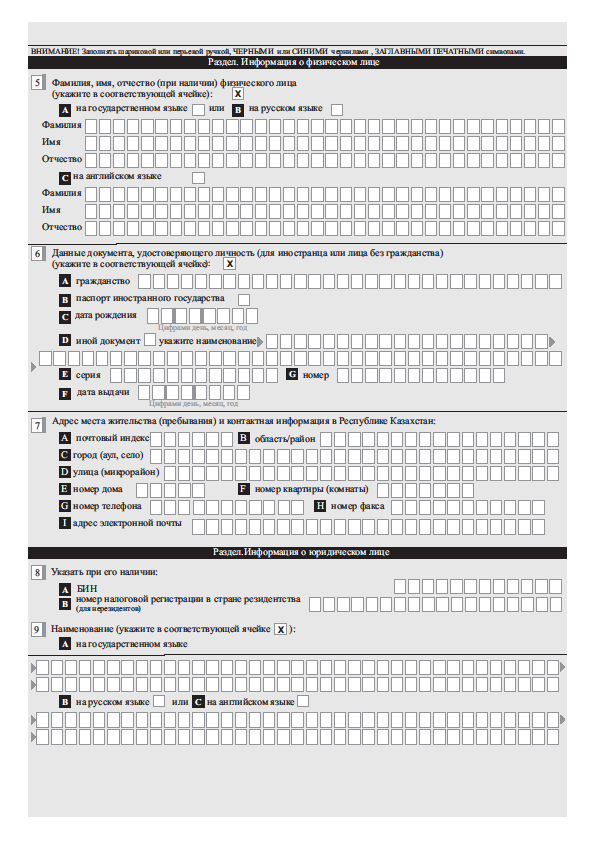 ВНИМАНИЕ! Заполнять шариковой или перьевой ручкой, ЧЕРНЫМИ или СИНИМИ чернилами , ЗАГЛАВНЫМИ ПЕЧАТНЫМИ символами.
Раздел. Информация о физическом лице
5 Фамилия, имя, отчество (при наличии) физического лица
(укажите в соответствующей ячейке): X
A на государственном языке или B на русском языке
Фамилия
Имя
Отчество
C на английском языке
Фамилия
Имя
Отчество
6 Данные документа, удостоверяющего личность (для иностранца или лица без гражданства)
(укажите в соответствующей ячейке): X
A гражданство
B паспорт иностранного государства
C дата рождения
Цифрами день, месяц, год
D иной документ укажите наименование
E серия G номер
F дата выдачи
Цифрами день, месяц, год
7 Адрес места жительства (пребывания) и контактная информация в Республике Казахстан:
A почтовый индекс B область/район
C город (аул, село)
D улица (микрорайон)
E номер дома F номер квартиры (комнаты)
G номер телефона H номер факса
I адрес электронной почты
Раздел.Информация о юридическом лице
8 Указать при его наличии:
A БИН
B номер налоговой регистрации в стране резидентства
(для нерезидентов)
9 Наименование (укажите в соответствующей ячейке X ):
A на государственном языке
B на русском языке или C на английском языке